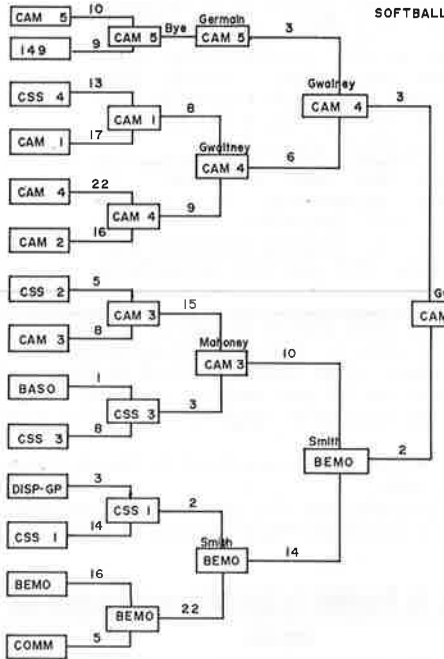 SOFTBALL
CAM 5
10
149
9
CSS 4
13
CAM 1
17
CAM 4
22
CAM 2
16
CSS 2
5
CAM 3
8
BASO
1
CSS 3
8
DISP-GP
3
CSS 1
14
BEMO
16
COMM
5
CAM 5
Bye
CAM 1
8
CAM 4
9
CAM 3
15
CSS 3
3
CSS 1
2
BEMO
22
Germain
CAM 5
3
Gwaltney
CAM 4
6
Mahoney
CAM 3
10
Smith
BEMO
14
Gwalney
CAM 4
3
Smith
BEMO
2
CAM